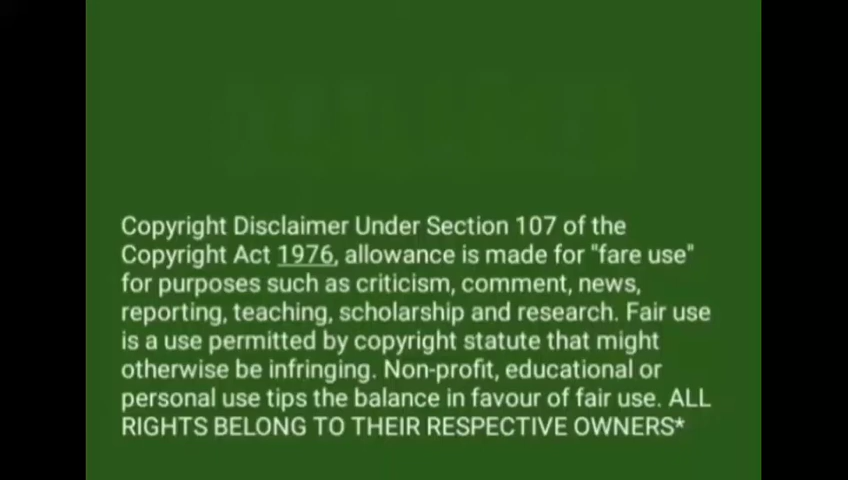 Copyright Disclaimer Under Section 107 of the
Copyright Act 1976, allowance is made for "fare use"
for purposes such as criticism, comment, news,
reporting, teaching, scholarship and research. Fair use
is a use permitted by copyright statute that might
otherwise be infringing. Non-profit, educational or
personal use tips the balance in favour of fair use. ALL
RIGHTS BELONG TO THEIR RESPECTIVE OWNERS*